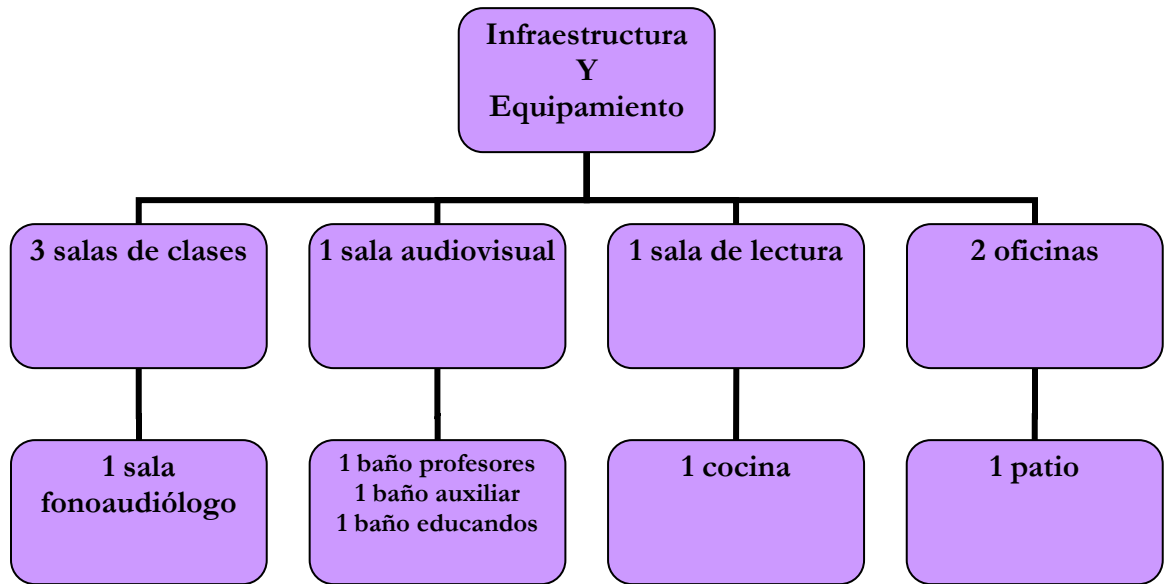 Infraestructura
Y
Equipamiento
3 salas de clases
1 sala audiovisual
1 sala de lectura
2 oficinas
1 sala
fonoaudiólogo
1 baño profesores
1 baño auxiliar
1 baño educandos
1 cocina
1 patio